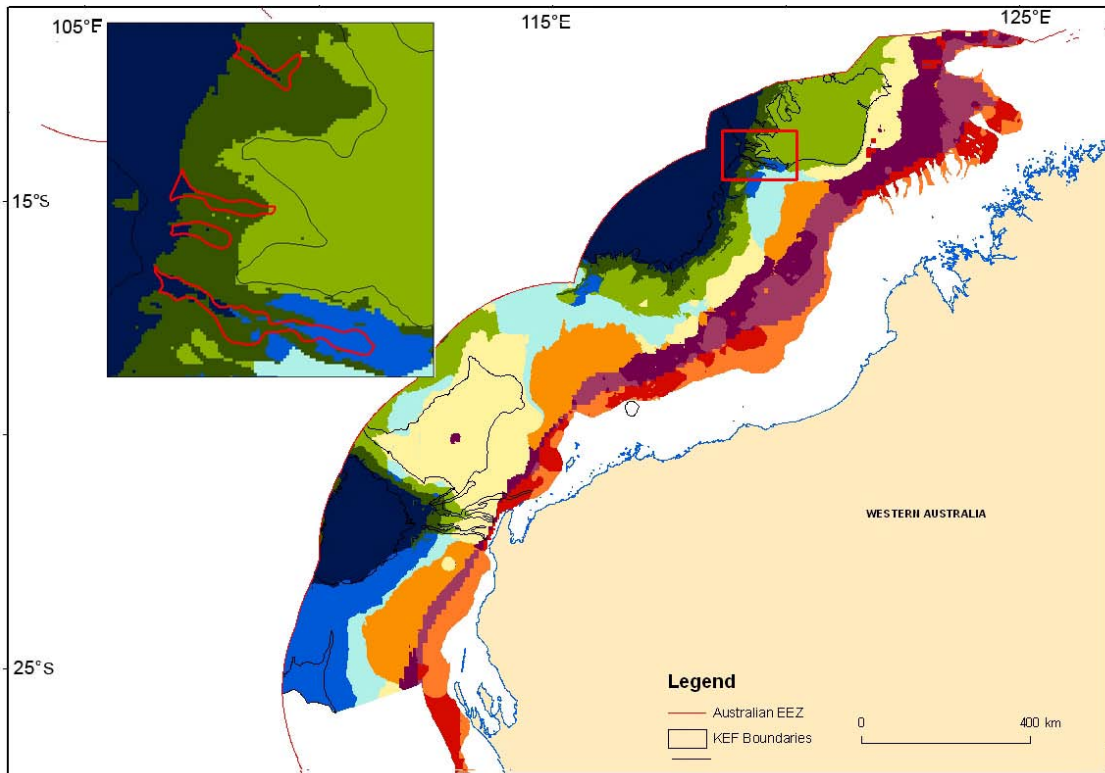 105°E
115°E
125°E
15°S
25°S
WESTERN AUSTRALIA
Legend
Australian EEZ
KEF Boundaries
0 400 km